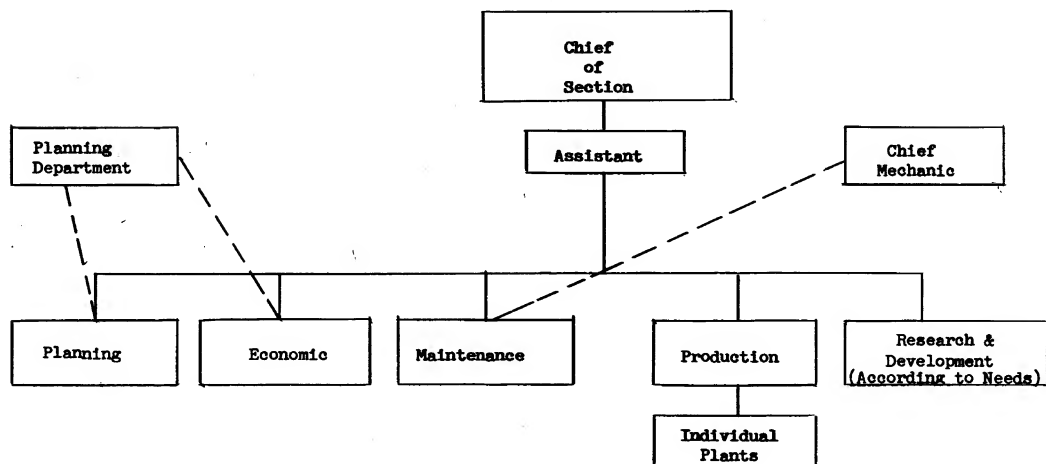 Chief
of
Section
Planning
Department
Assistant
Chief
Mechanic
Planning
Economic
Maintenance
Production
Research &
Development
(According to Needs)
Individual
Plants